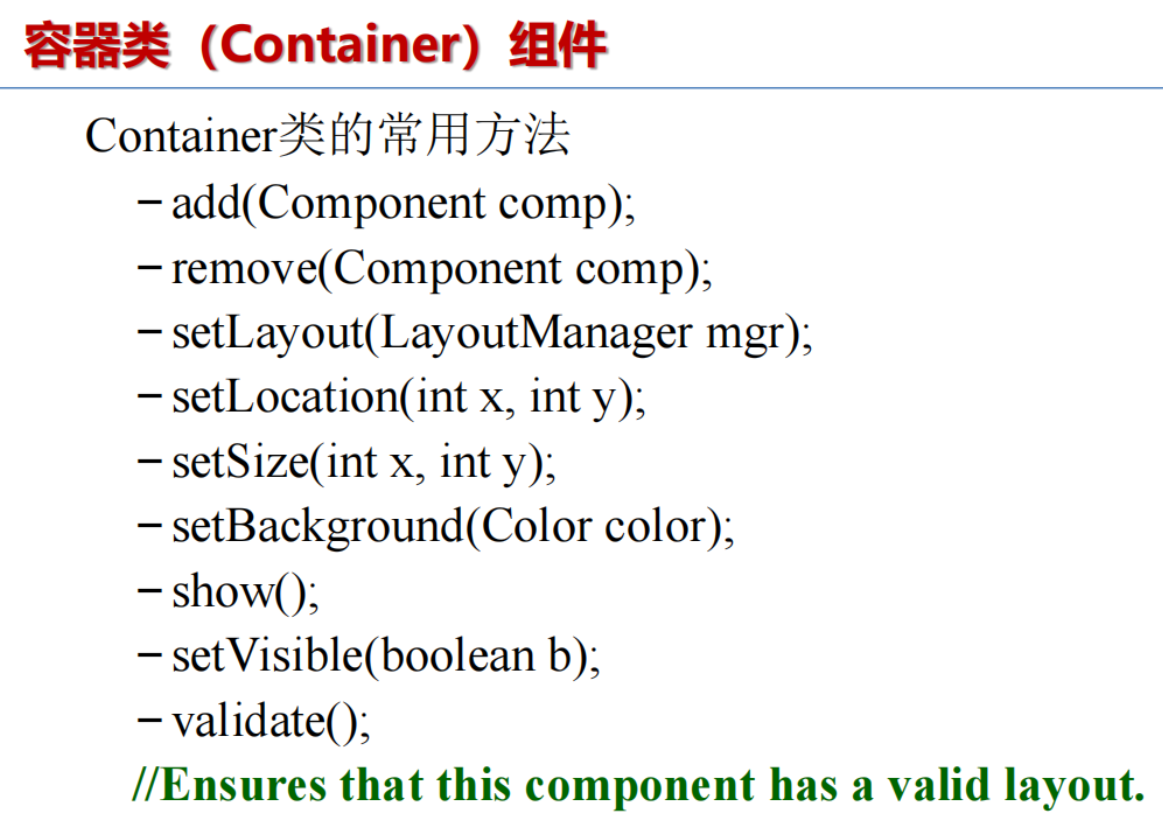 容器类（Container）组件
Container类的常用方法
–add(Component comp);
–remove(Component comp);
–setLayout(LayoutManager mgr);
–setLocation(int x, int y);
–setSize(int x, int y);
–setBackground(Color color);
–show();
–setVisible(boolean b);
–validate();
//Ensures that this component has a valid layout.